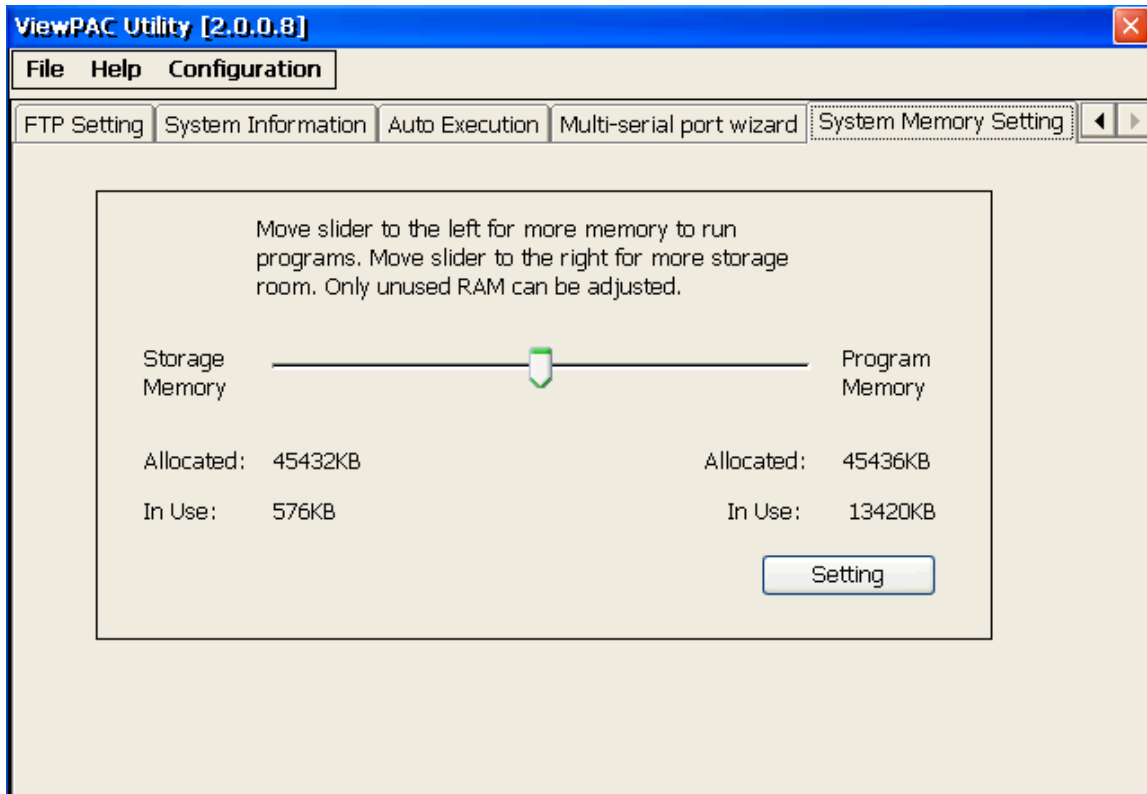 ViewPAC Utility [2.0.0.8]
File Help Configuration
FTP Setting System Information Auto Execution Multi-serial port wizard System Memory Setting
Move slider to the left for more memory to run
programs. Move slider to the right for more storage
room. Only unused RAM can be adjusted.
Storage Program
Memory Memory
Allocated: 45432KB Allocated: 45436KB
In Use: 576KB In Use: 13420KB
Setting